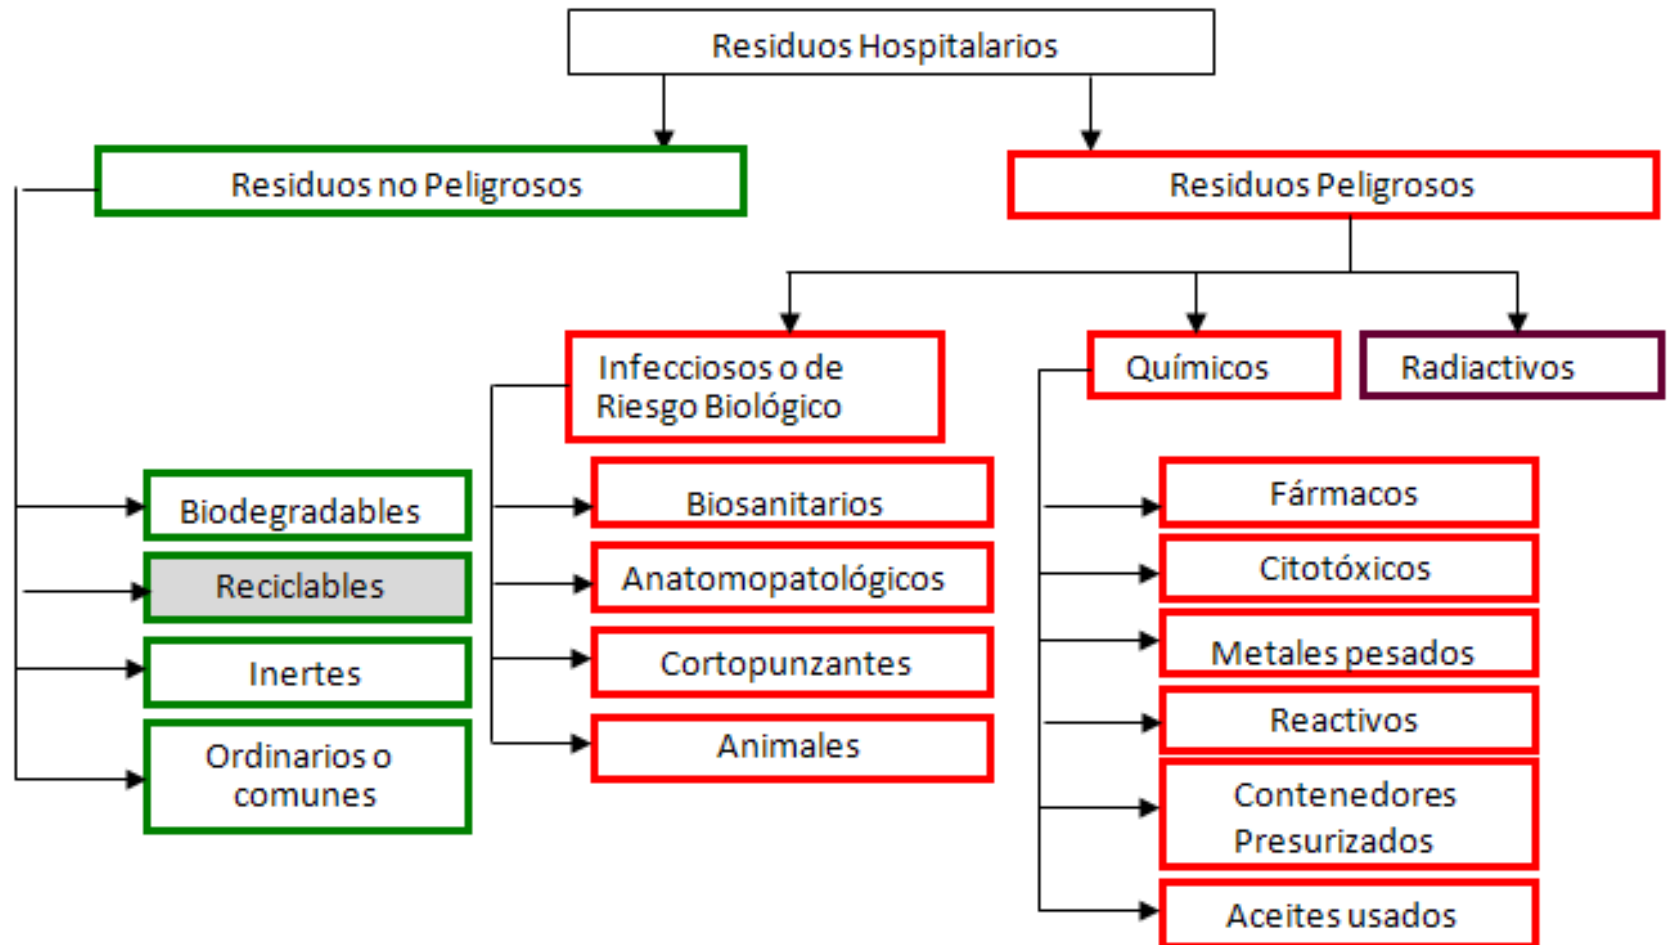 Residuos Hospitalarios
Residuos no Peligrosos
Residuos Peligrosos
Infecciosos o de
Riesgo Biológico
Químicos
Radiactivos
Biodegradables
Reciclables
Inertes
Ordinarios o
comunes
Biosanitarios
Anatomopatológicos
Cortopunzantes
Animales
Fármacos
Citotóxicos
Metales pesados
Reactivos
Contenedores
Presurizados
Aceites usados